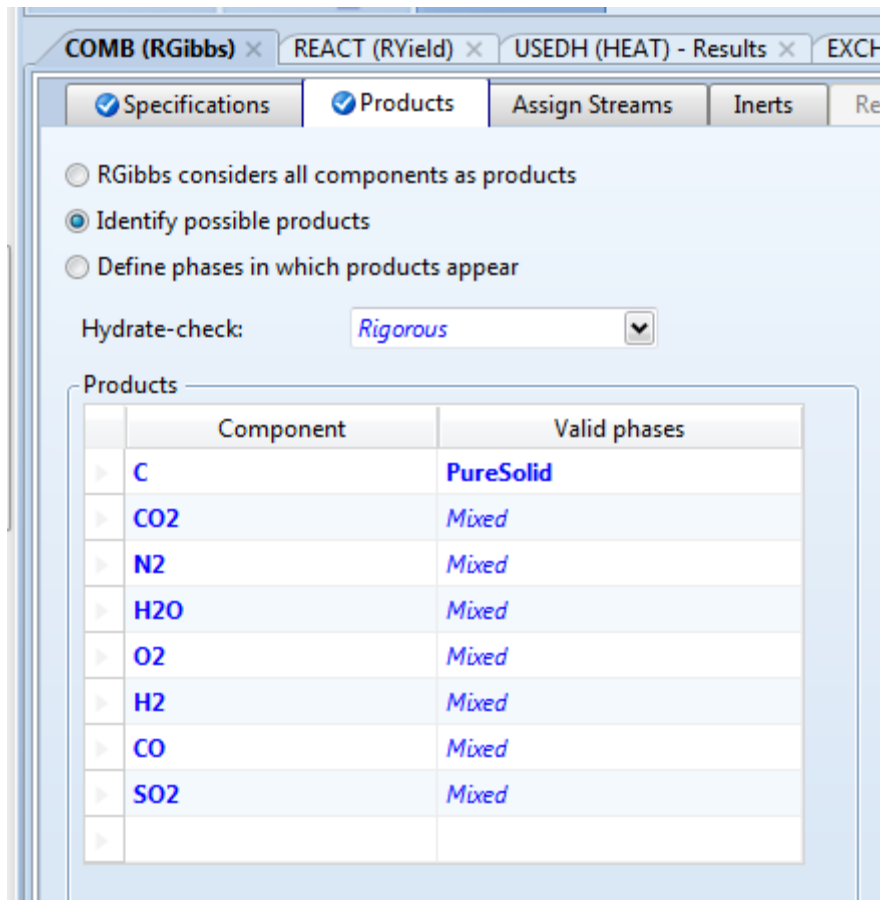 COMB (RGibbs) REACT (RYield) USEDH (HEAT) - Results EXCH
Specifications Products Assign Streams Inerts Re
RGibbs considers all components as products
Identify possible products
Define phases in which products appear
Hydrate-check: Rigorous
Products
Component Valid phases
C PureSolid
CO2 Mixed
N2 Mixed
H2O Mixed
O2 Mixed
H2 Mixed
CO Mixed
SO2 Mixed